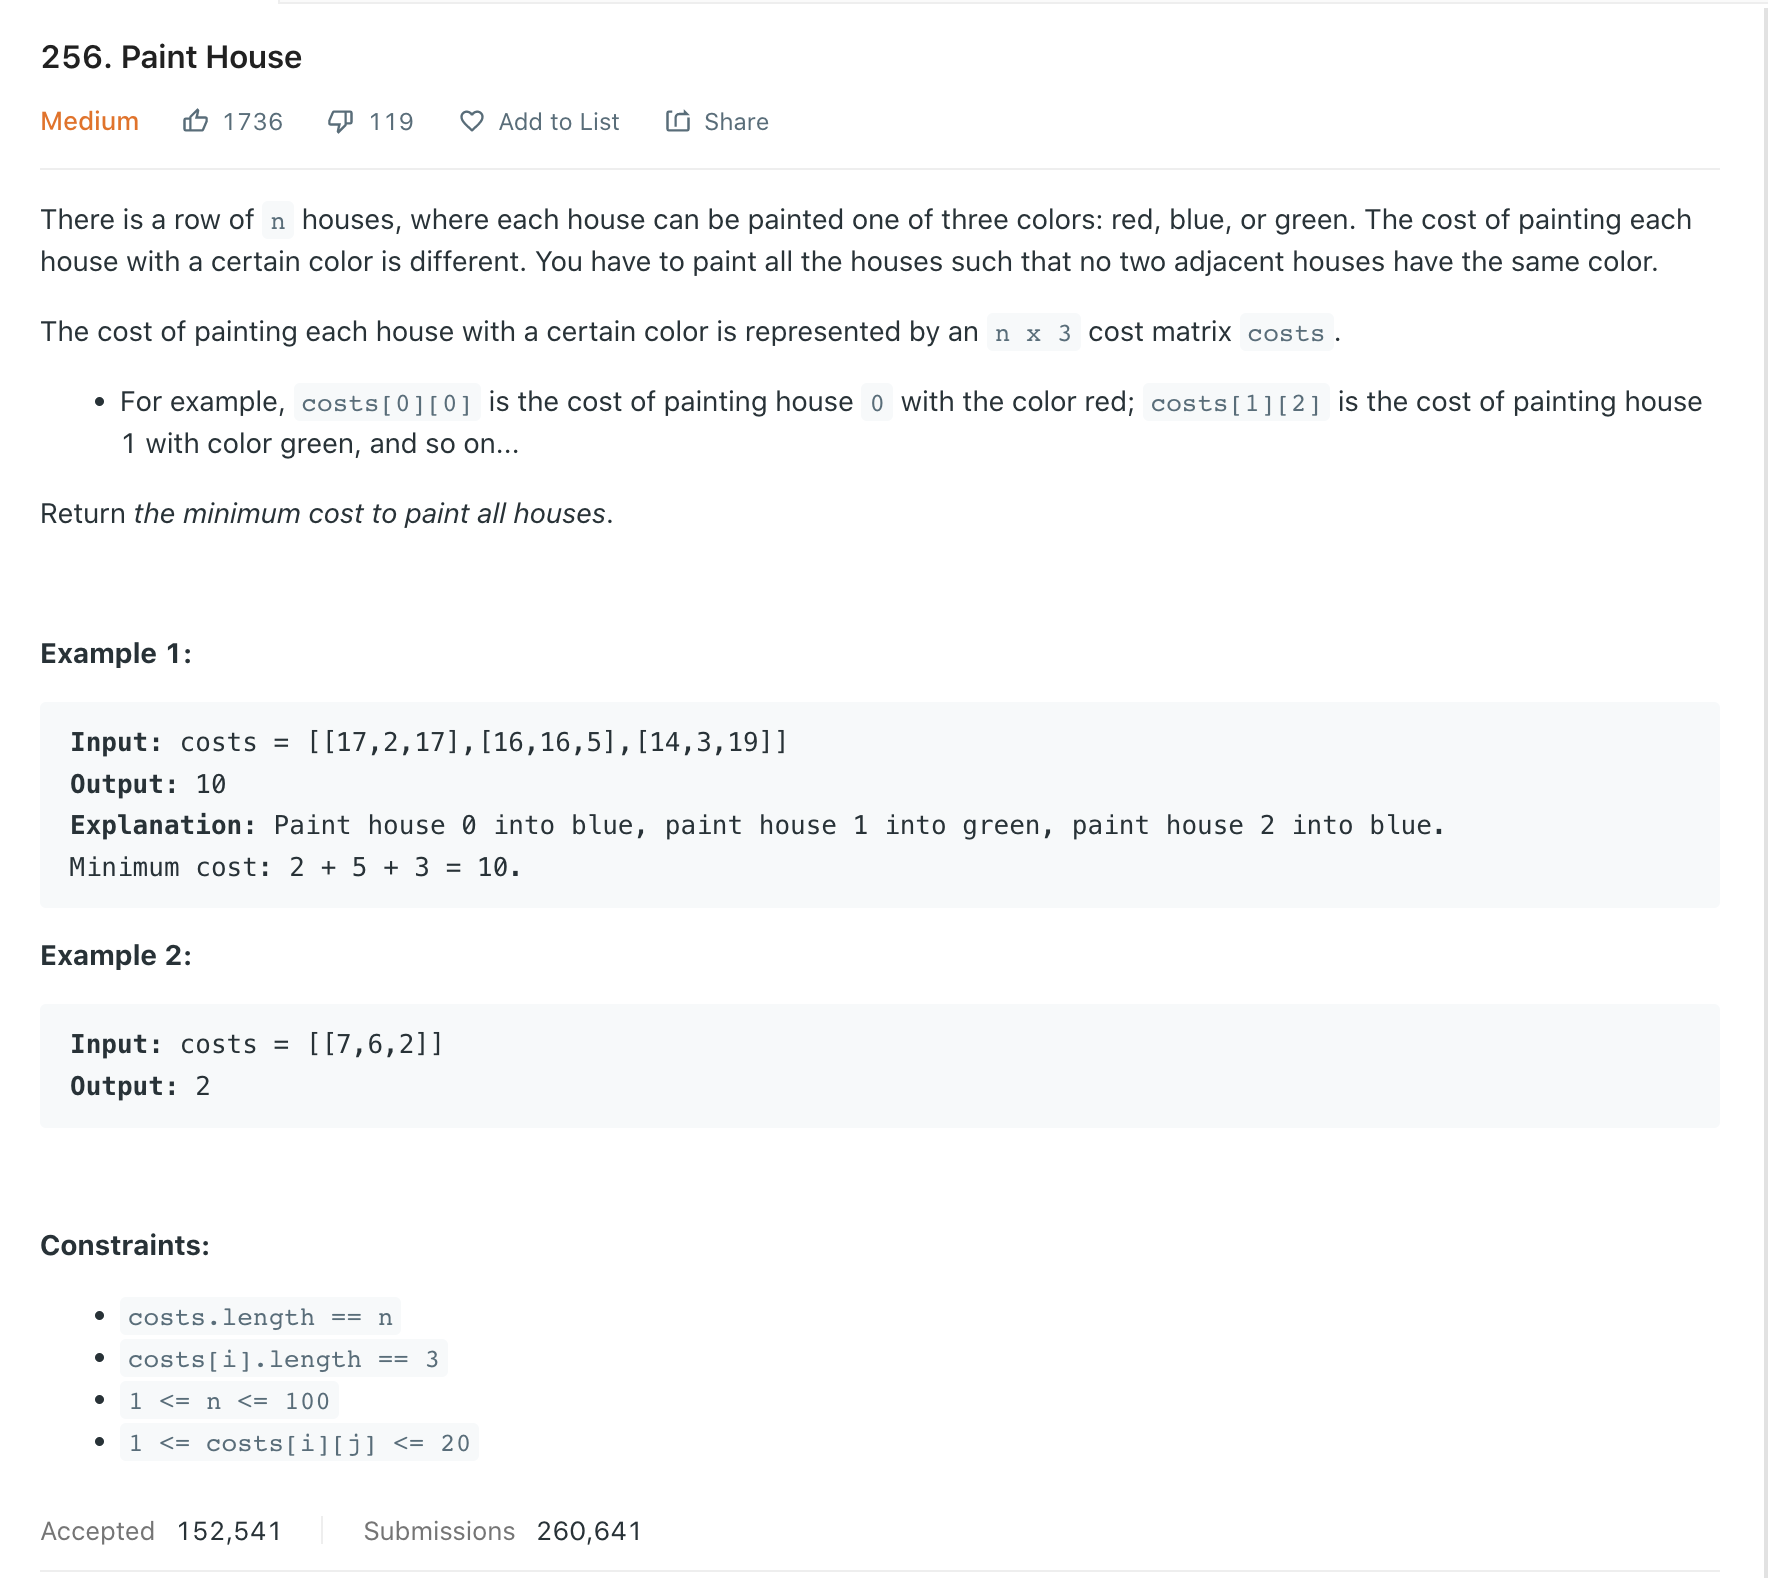 256. Paint House
Medium 1736 119 Add to List Share
There is a row of n houses, where each house can be painted one of three colors: red, blue, or green. The cost of painting each
house with a certain color is different. You have to paint all the houses such that no two adjacent houses have the same color.
The cost of painting each house with a certain color is represented by an n x 3 cost matrix costs.
• For example, costs[0][0] is the cost of painting house 0 with the color red; costs[1][2] is the cost of painting house
1 with color green, and so on...
Return the minimum cost to paint all houses.
Example 1:
Input: costs = [[17,2,17],[16,16,5],[14,3,19]]
Output: 10
Explanation: Paint house 0 into blue, paint house 1 into green, paint house 2 into blue.
Minimum cost: 2 + 5 + 3 = 10.
Example 2:
Input: costs = [[7,6,2]]
Output: 2
Constraints:
• costs.length == n
• costs[i].length == 3
• 1 <= n <= 100
• 1 <= costs[i][j] <= 20
Accepted 152,541 Submissions 260,641